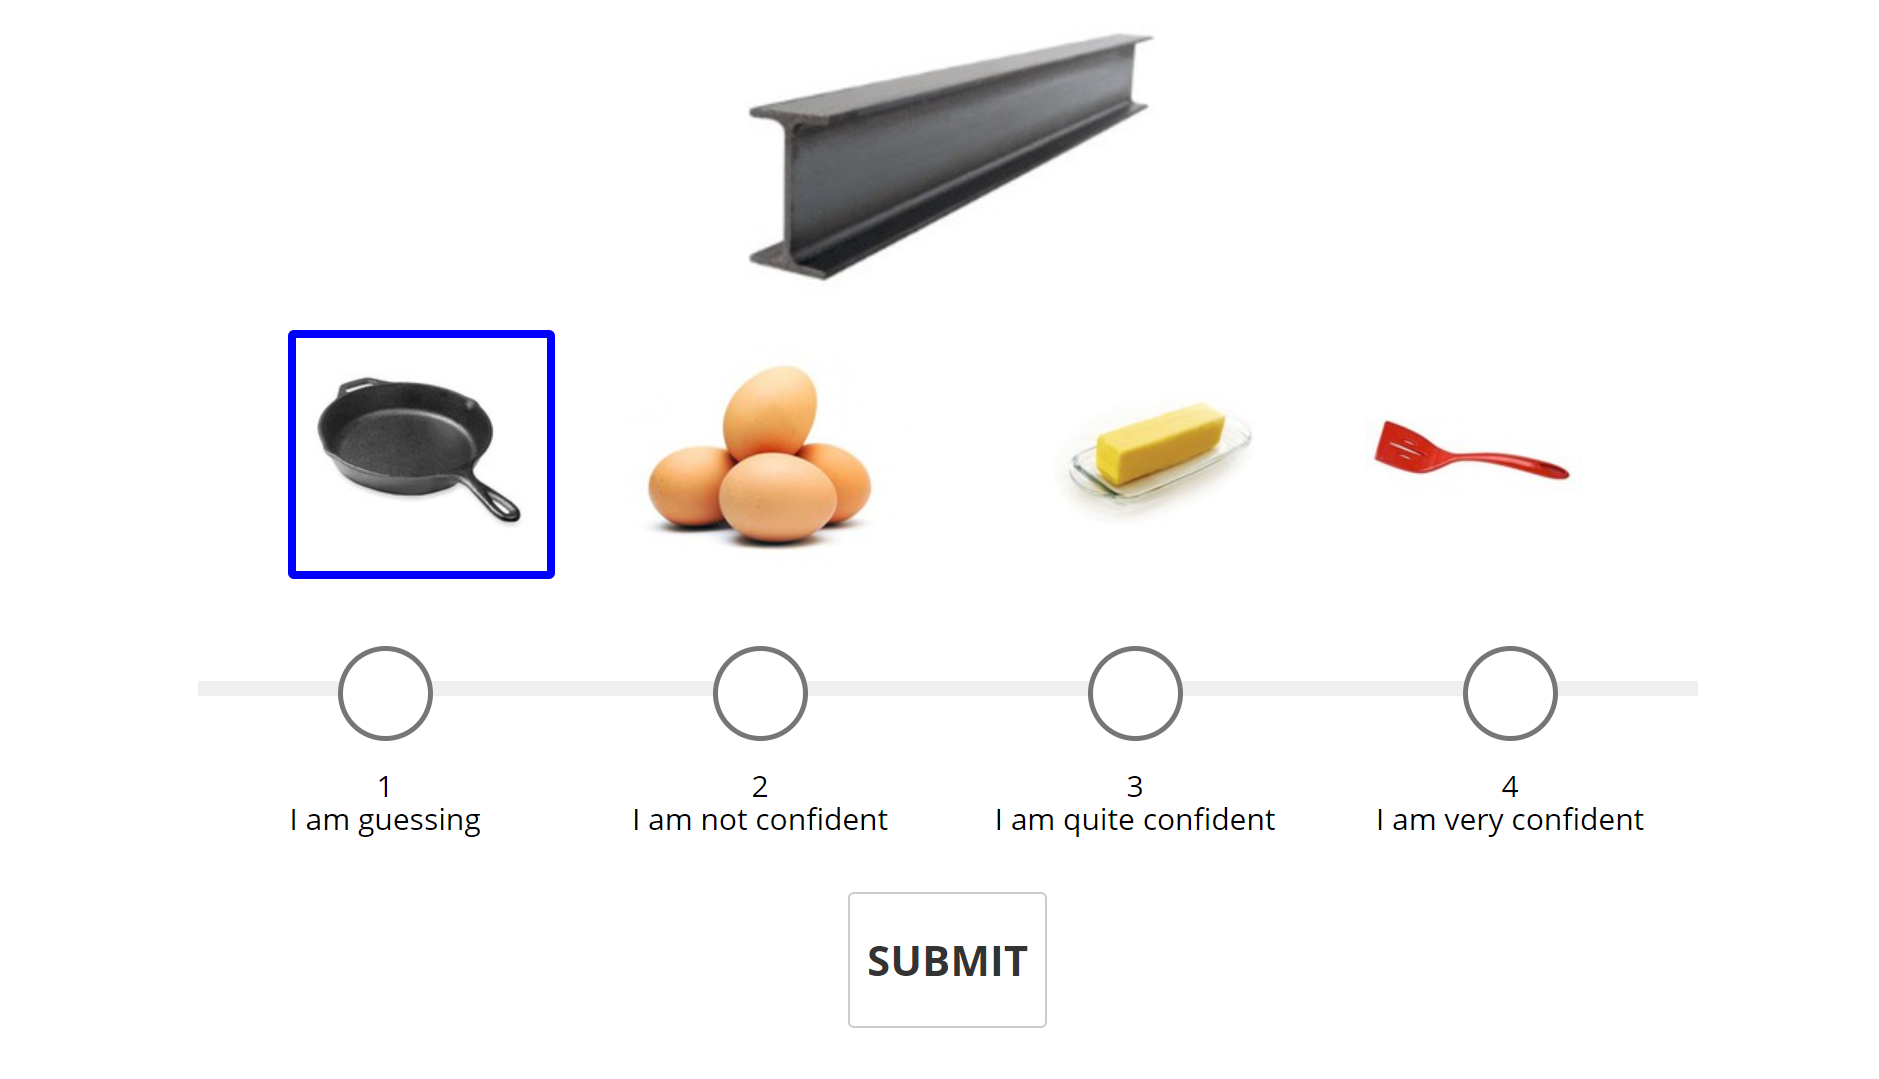 1
I am guessing
2
I am not confident
3
I am quite confident
4
I am very confident
SUBMIT